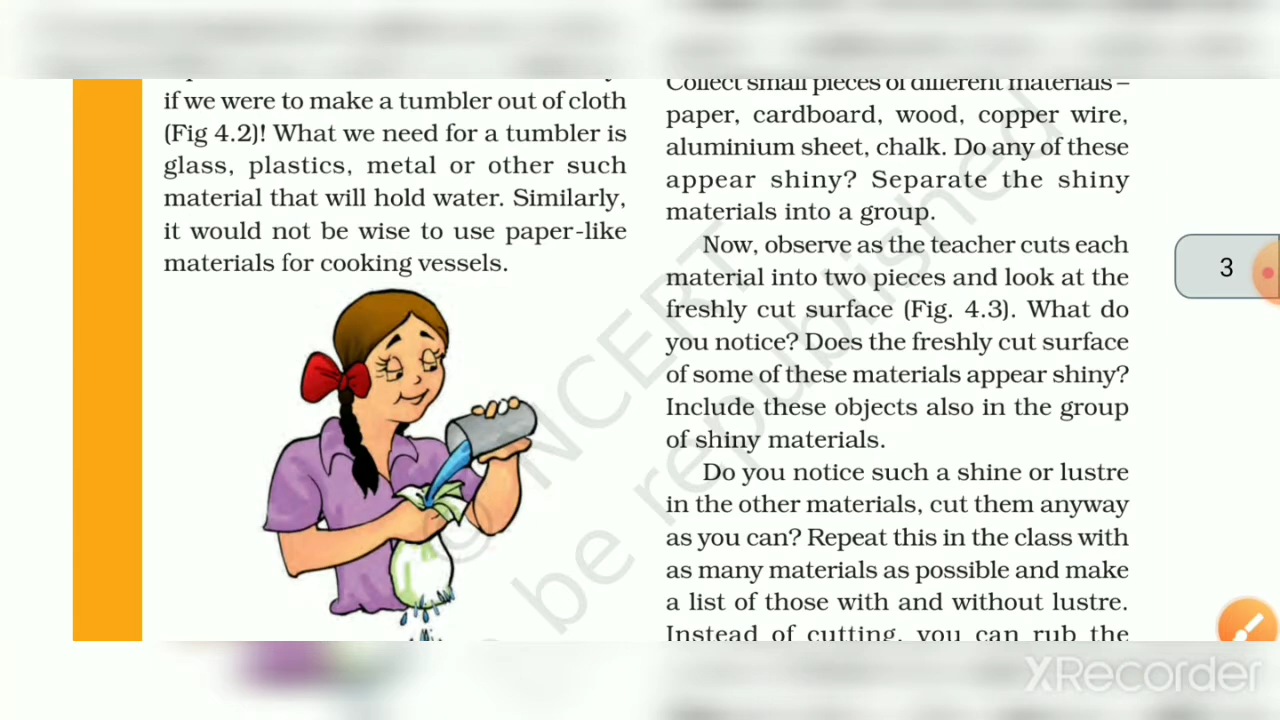 if we were to make a tumbler out of cloth
(Fig 4.2)! What we need for a tumbler is
glass, plastics, metal or other such
material that will hold water. Similarly,
it would not be wise to use paper-like
materials for cooking vessels.
Collect small pieces of different materials –
paper, cardboard, wood, copper wire,
aluminium sheet, chalk. Do any of these
appear shiny? Separate the shiny
materials into a group.
Now, observe as the teacher cuts each
material into two pieces and look at the
freshly cut surface (Fig. 4.3). What do
you notice? Does the freshly cut surface
of some of these materials appear shiny?
Include these objects also in the group
of shiny materials.
Do you notice such a shine or lustre
in the other materials, cut them anyway
as you can? Repeat this in the class with
as many materials as possible and make
a list of those with and without lustre.
Instead of cutting, you can rub the
3
© NCERT
be republished
XRecorder